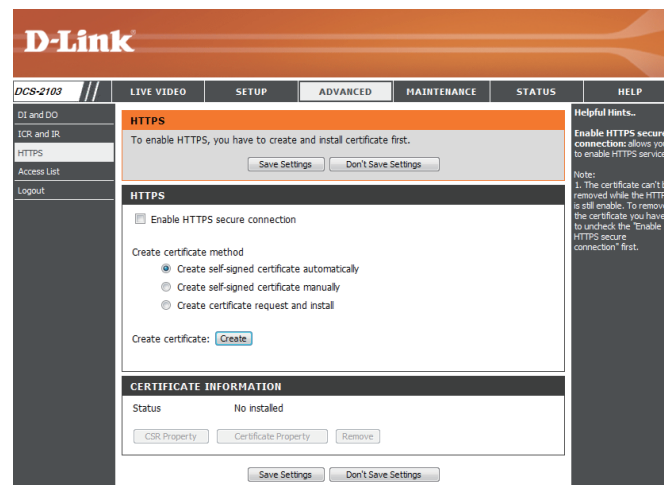 D-Link
DCS-2103
LIVE VIDEO
SETUP
ADVANCED
MAINTENANCE
STATUS
HELP
DI and DO
ICR and IR
HTTPS
Access List
Logout
HTTPS
To enable HTTPS, you have to create and install certificate first.
Save Settings
Don't Save Settings
HTTPS
Enable HTTPS secure connection
Create certificate method
Create self-signed certificate automatically
Create self-signed certificate manually
Create certificate request and install
Create certificate:
Create
CERTIFICATE INFORMATION
Status
No installed
CSR Property
Certificate Property
Remove
Save Settings
Don't Save Settings
Helpful Hints..
Enable HTTPS secure
connection: allows you
to enable HTTPS service
Note:
1. The certificate can't
removed while the
is still enable. To remove
the certificate you have
to uncheck the "Enable
HTTPS secure
connection" first.